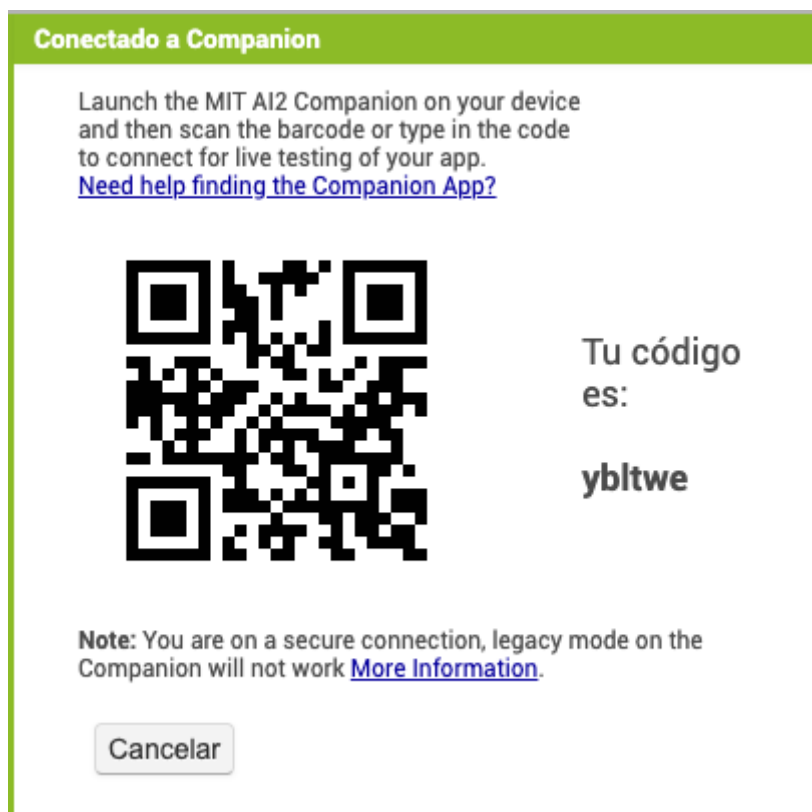 Conectado a Companion
Launch the MIT AI2 Companion on your device
and then scan the barcode or type in the code
to connect for live testing of your app.
Need help finding the Companion App?
Tu código
es:
ybltwe
Note: You are on a secure connection, legacy mode on the
Companion will not work More Information.
Cancelar